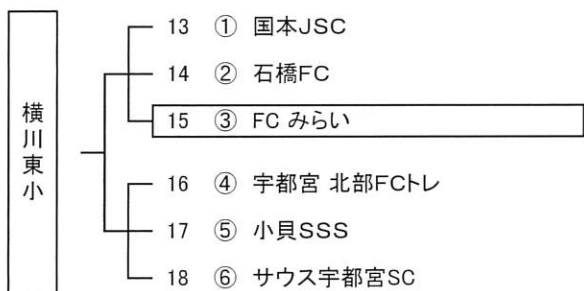 横川東小
13 ① 国本JSC
14 ② 石橋FC
15 ③ FC みらい
16 ④ 宇都宮 北部FCトレ
17 ⑤ 小貝SSS
18 ⑥ サウス宇都宮SC